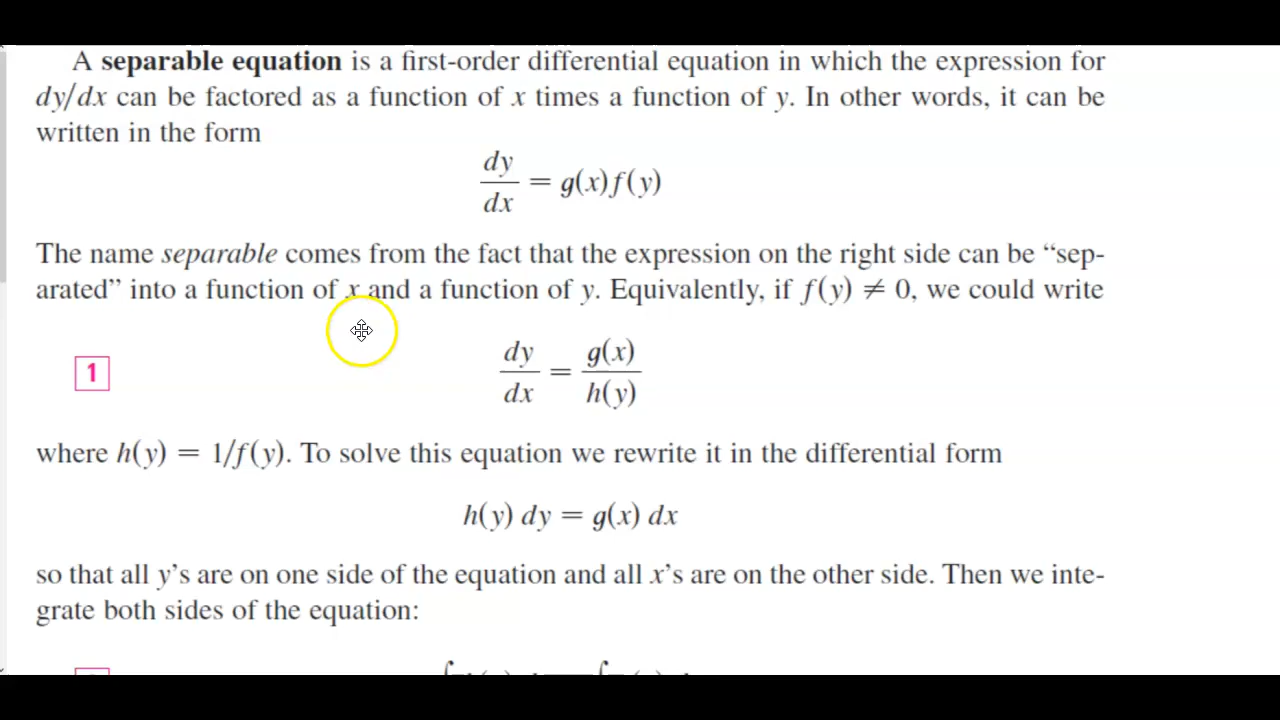 A separable equation is a first-order differential equation in which the expression for
dy/dx can be factored as a function of x times a function of y. In other words, it can be
written in the form
dy/dx = g(x)f(y)
The name separable comes from the fact that the expression on the right side can be “sep-
arated” into a function of x and a function of y. Equivalently, if f(y) ≠ 0, we could write
1 dy/dx = g(x)/h(y)
where h(y) = 1/f(y). To solve this equation we rewrite it in the differential form
h(y) dy = g(x) dx
so that all y’s are on one side of the equation and all x’s are on the other side. Then we inte-
grate both sides of the equation: